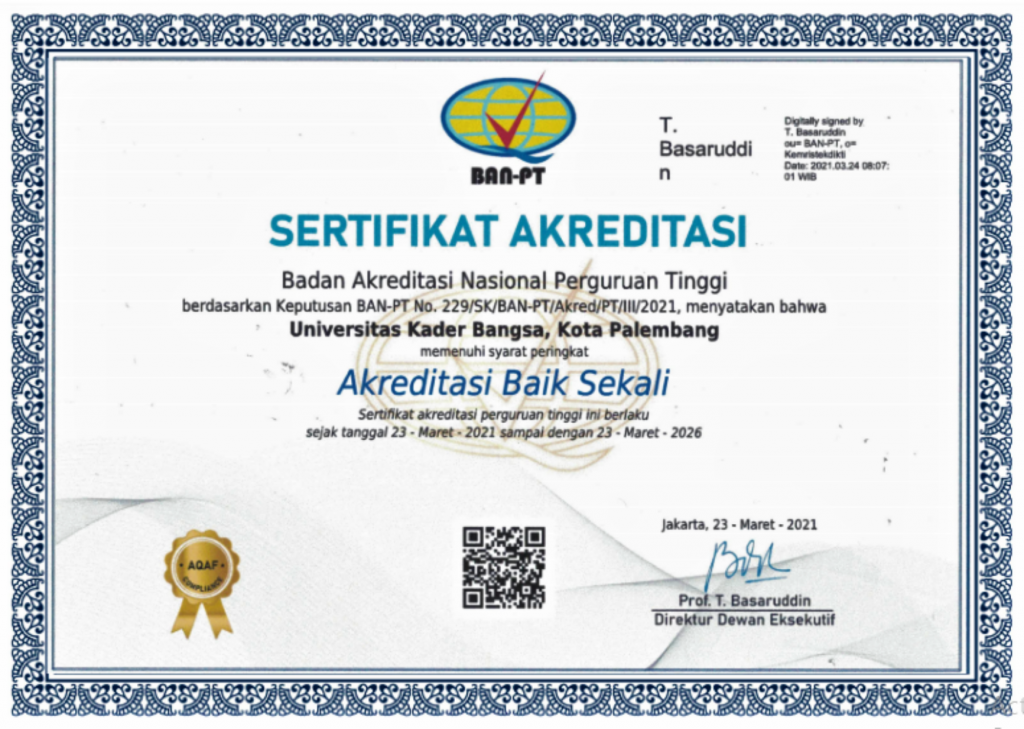 BAN-PT
T.
Basaruddi
n
Digitally signed by
T. Basaruddin
ou= BAN-PT, o=
Kemristekdikti
Date: 2021.03.24 08:07:
01 WIB
SERTIFIKAT AKREDITASI
Badan Akreditasi Nasional Perguruan Tinggi
berdasarkan Keputusan BAN-PT No. 229/SK/BAN-PT/Akred/PT/III/2021, menyatakan bahwa
Universitas Kader Bangsa, Kota Palembang
memenuhi syarat peringkat
Akreditasi Baik Sekali
Sertifikat akreditasi perguruan tinggi ini berlaku
sejak tanggal 23 - Maret - 2021 sampai dengan 23 - Maret - 2026
AQAF
COMPLIANCE
Jakarta, 23 - Maret - 2021
Prof. T. Basaruddin
Direktur Dewan Eksekutif